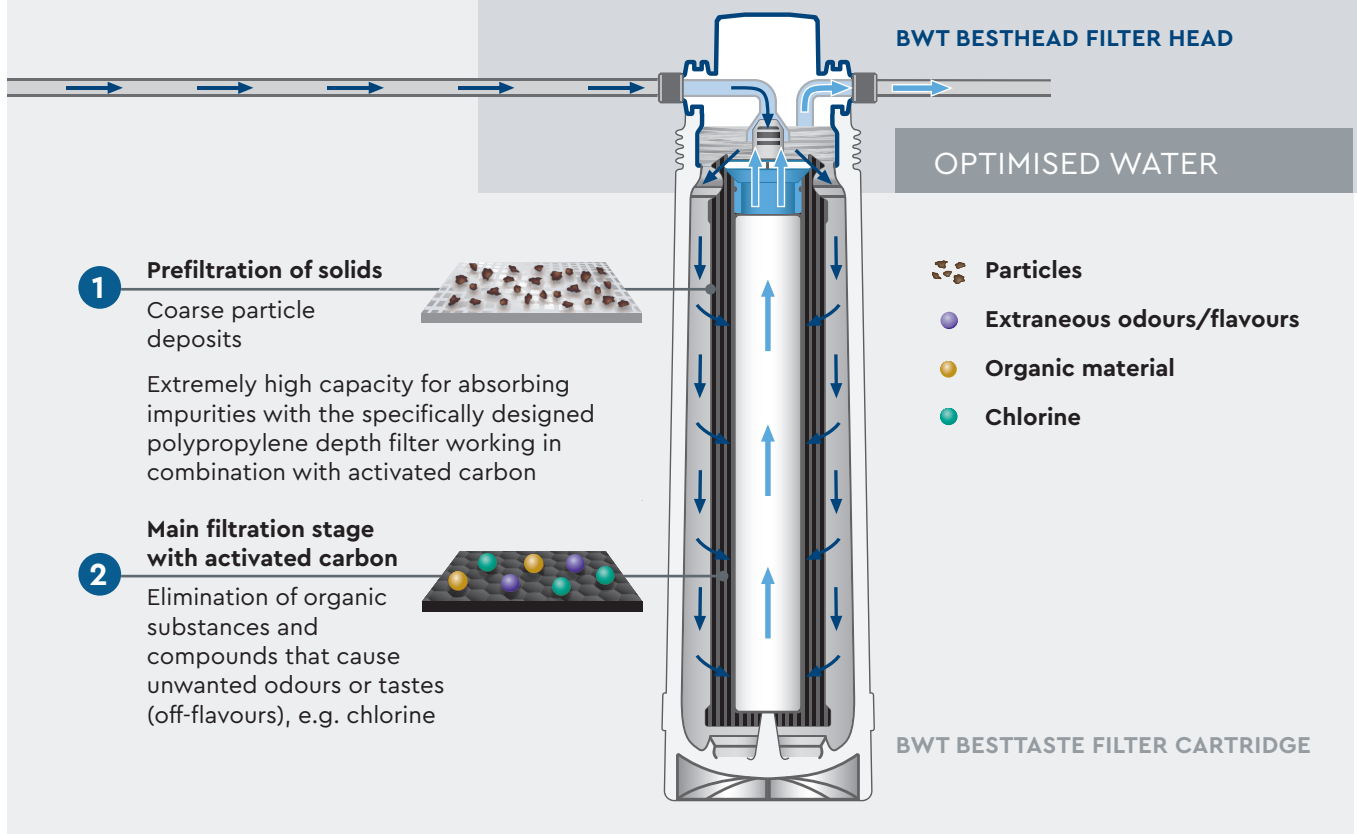 BWT BESTHEAD FILTER HEAD
OPTIMISED WATER
1
Prefiltration of solids
Coarse particle
deposits
Extremely high capacity for absorbing
impurities with the specifically designed
polypropylene depth filter working in
combination with activated carbon
2
Main filtration stage
with activated carbon
Elimination of organic
substances and
compounds that cause
unwanted odours or tastes
(off-flavours), e.g. chlorine
Particles
Extraneous odours/flavours
Organic material
Chlorine
BWT BESTTASTE FILTER CARTRIDGE